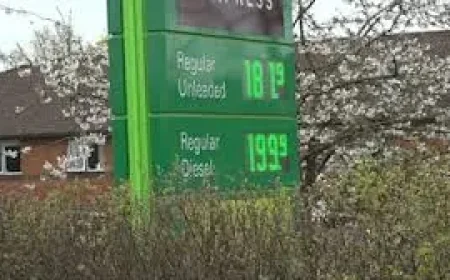 Regular
Unleaded
181.9
Regular
Diesel
199.9